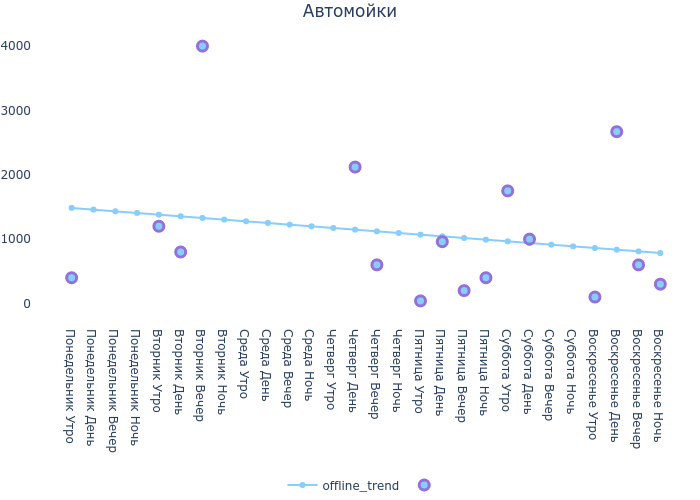 Автомойки
4000
3000
2000
1000
0
Понедельник Утро
Понедельник День
Понедельник Вечер
Понедельник Ночь
Вторник Утро
Вторник День
Вторник Вечер
Вторник Ночь
Среда Утро
Среда День
Среда Вечер
Среда Ночь
Четверг Утро
Четверг День
Четверг Вечер
Четверг Ночь
Пятница Утро
Пятница День
Пятница Вечер
Пятница Ночь
Суббота Утро
Суббота День
Суббота Вечер
Суббота Ночь
Воскресенье Утро
Воскресенье День
Воскресенье Вечер
Воскресенье Ночь
offline_trend